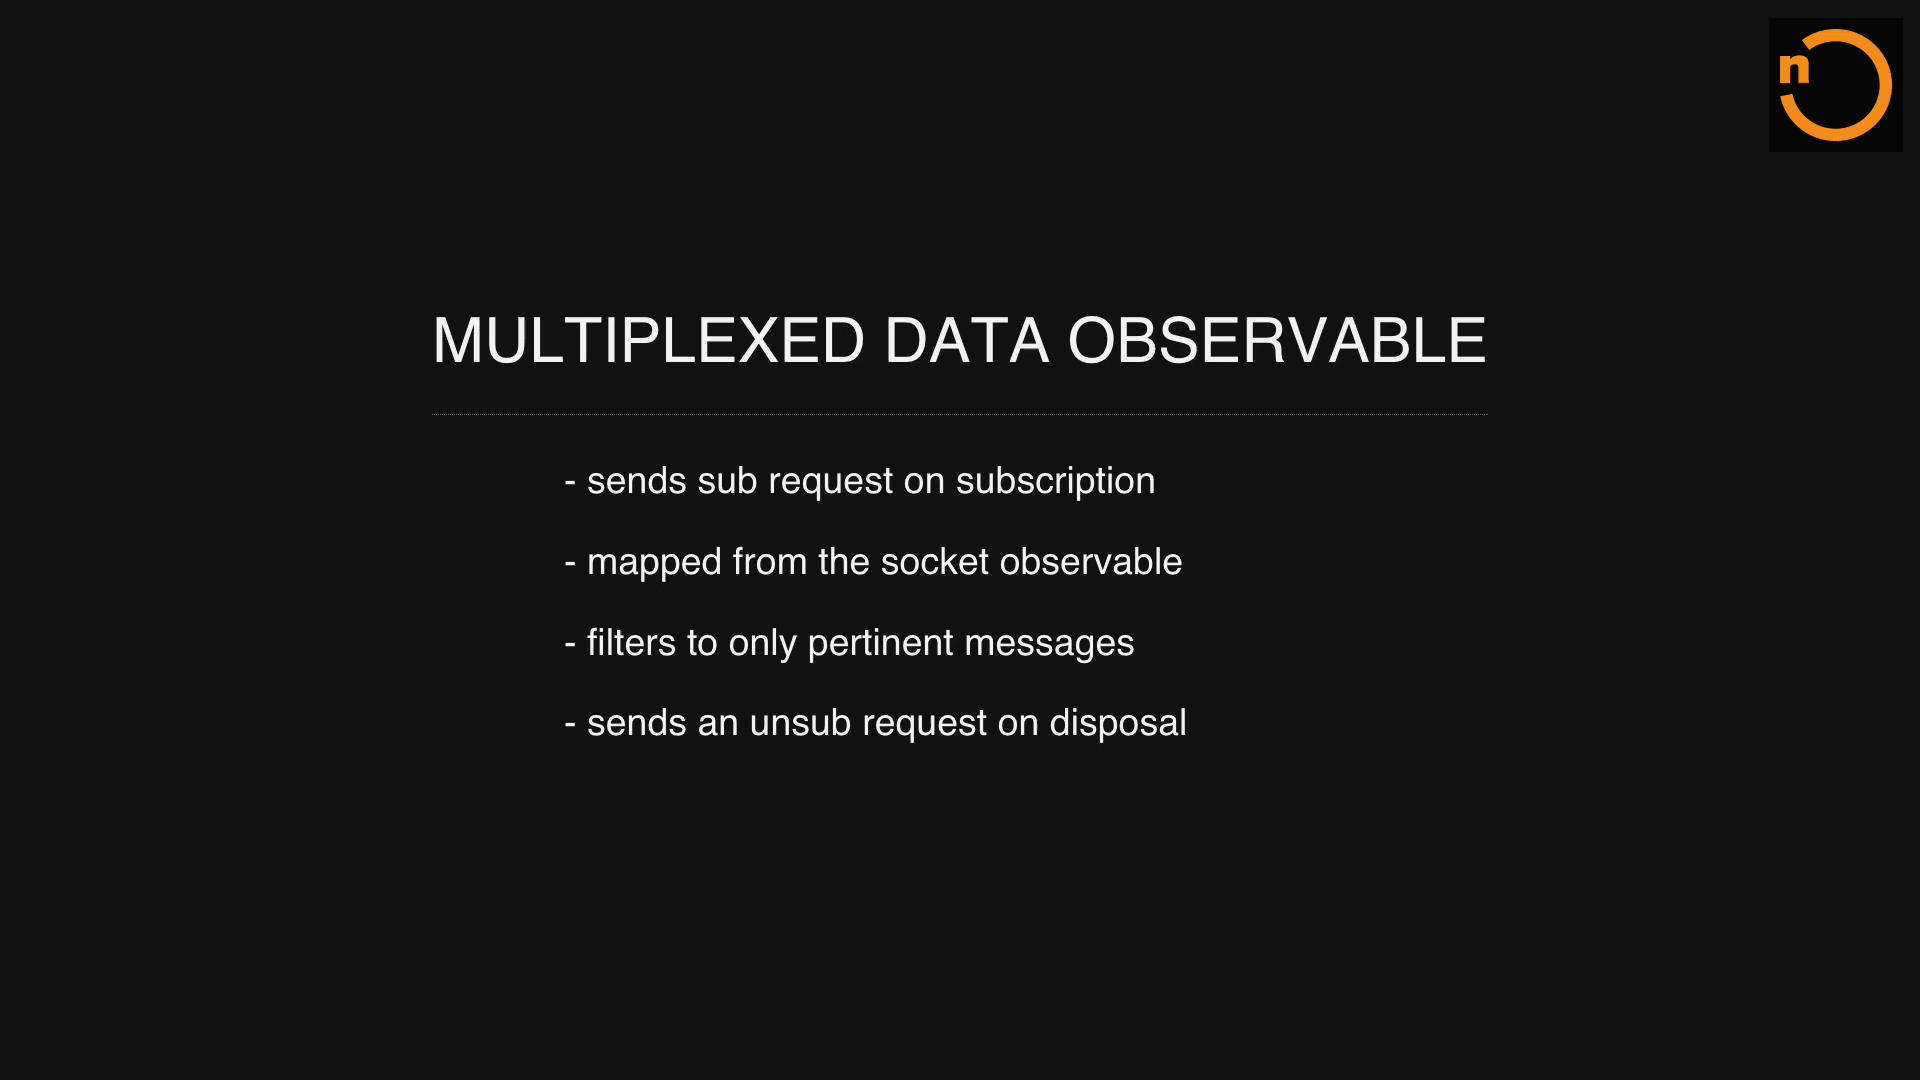 n
MULTIPLEXED DATA OBSERVABLE
- sends sub request on subscription
- mapped from the socket observable
- filters to only pertinent messages
- sends an unsub request on disposal